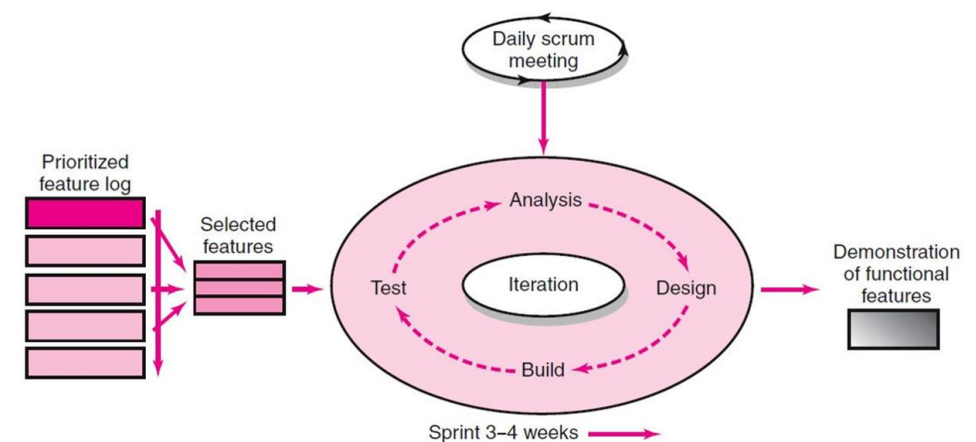 Daily scrum
meeting
Prioritized
feature log
Selected
features
Analysis
Test
Iteration
Design
Build
Demonstration
of functional
features
Sprint 3–4 weeks